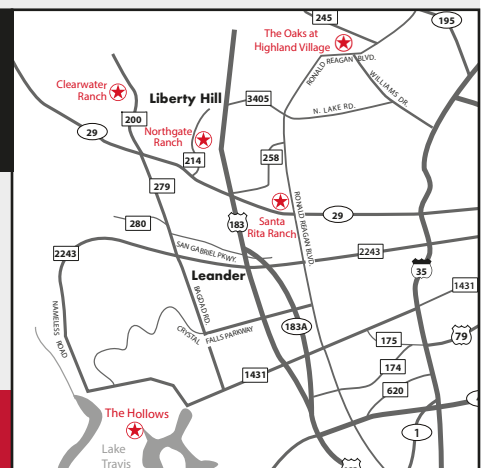 245
195
The Oaks at
Highland Village
RONALD REAGAN BLVD.
WILLIAMS DR.
Clearwater
Ranch
Liberty Hill
3405
N. LAKE RD.
200
29
Northgate
Ranch
214
258
279
RONALD REAGAN BLVD.
Santa
Rita Ranch
29
280
183
SAN GABRIEL PKWY.
2243
2243
Leander
35
BAGDAD RD.
1431
NAMELESS ROAD
CRYSTAL FALLS PARKWAY
183A
79
175
174
1431
620
The Hollows
1
Lake
Travis